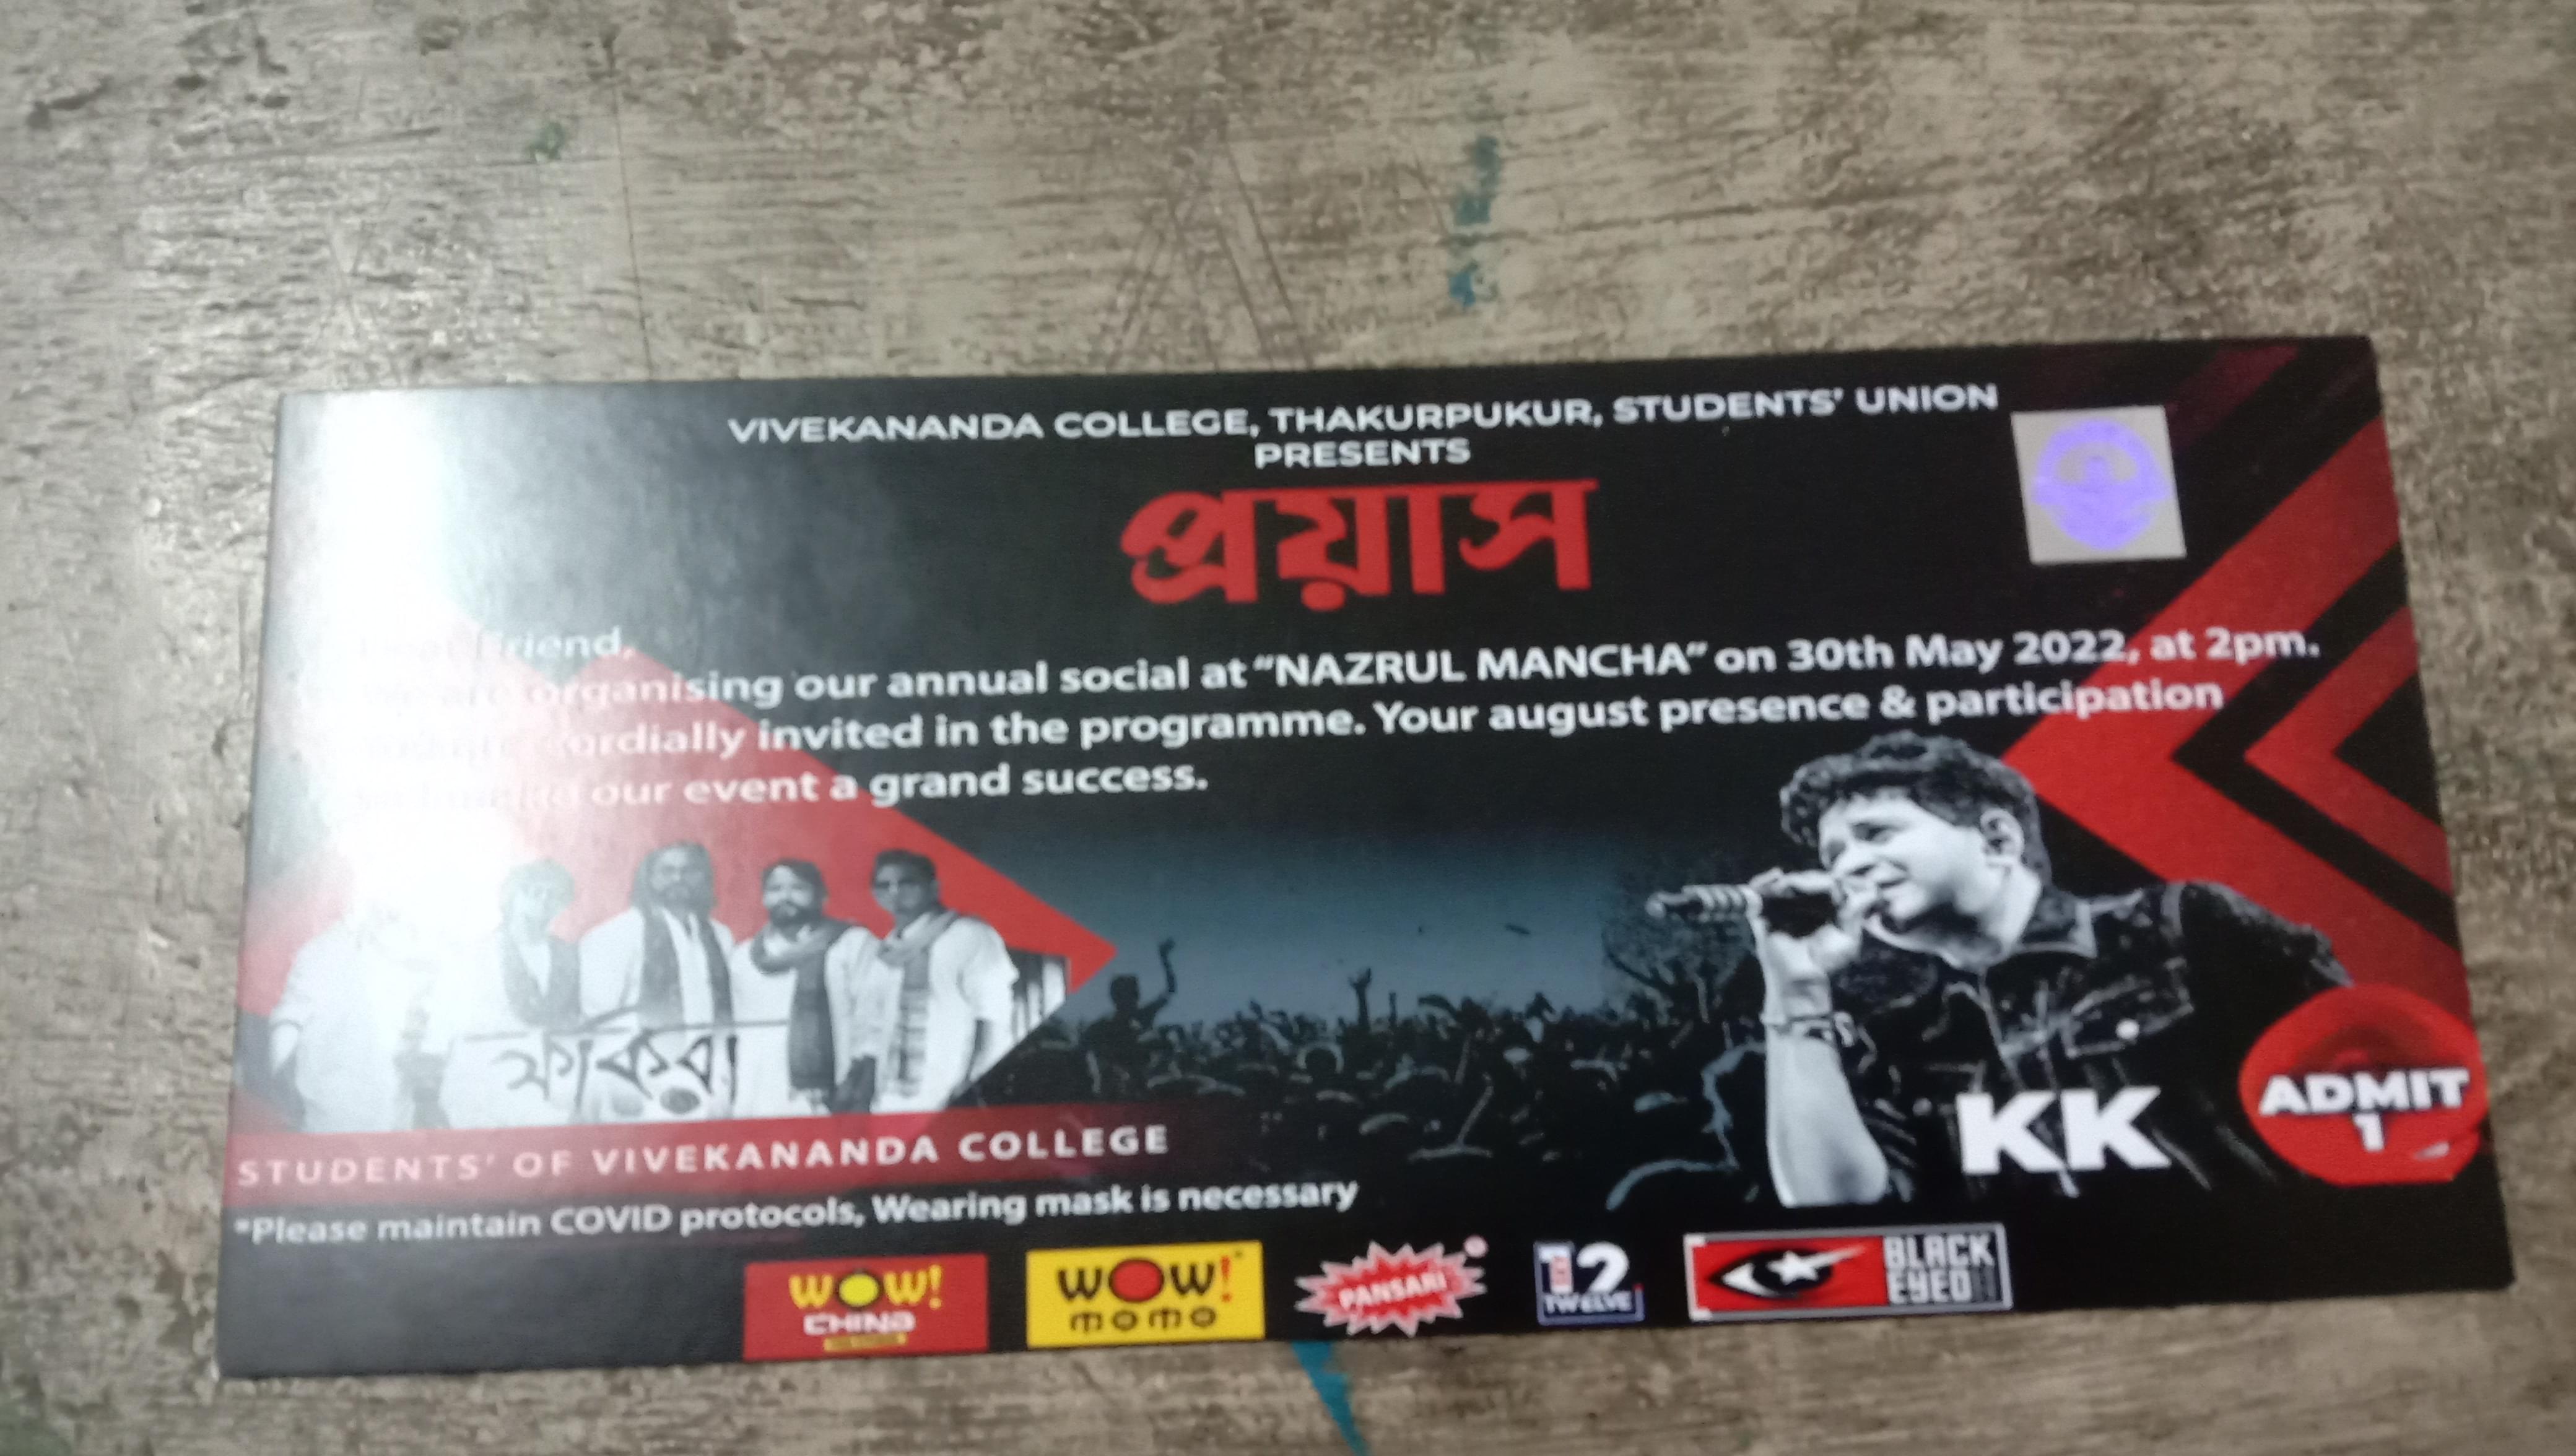 VIVEKANANDA COLLEGE, THAKURPUKUR, STUDENTS' UNION
PRESENTS
প্রয়াস
Friend,
organising our annual social at "NAZRUL MANCHA" on 30th May 2022, at 2pm.
cordially invited in the programme. Your august presence & participation
our event a grand success.
ফকিরা
KK
ADMIT
1
STUDENTS' OF VIVEKANANDA COLLEGE
*Please maintain COVID protocols, Wearing mask is necessary
WOW!
CHINA
WOW!
MOMO
PANSARI
12
TWELVE
BLACK
EYED